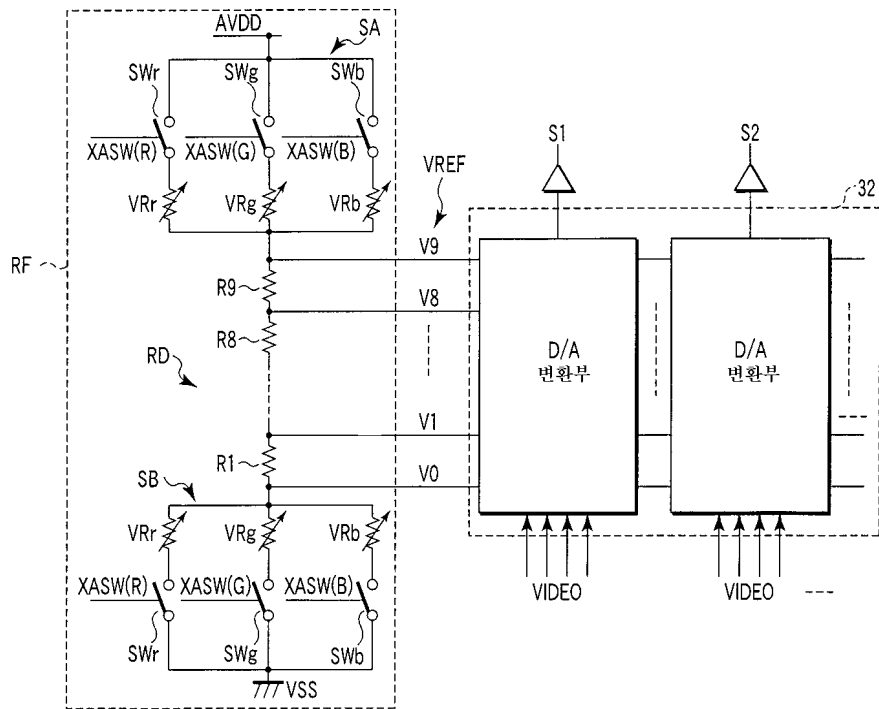 AVDD
SA
SWr
SWg
SWb
XASW(R)
XASW(G)
XASW(B)
VRr
VRg
VRb
VREF
S1
S2
32
RF
V9
R9
V8
R8
RD
D/A
변환부
D/A
변환부
V1
R1
V0
SB
VRr
VRg
VRb
XASW(R)
XASW(G)
XASW(B)
SWr
SWg
SWb
VIDEO
VIDEO
VSS